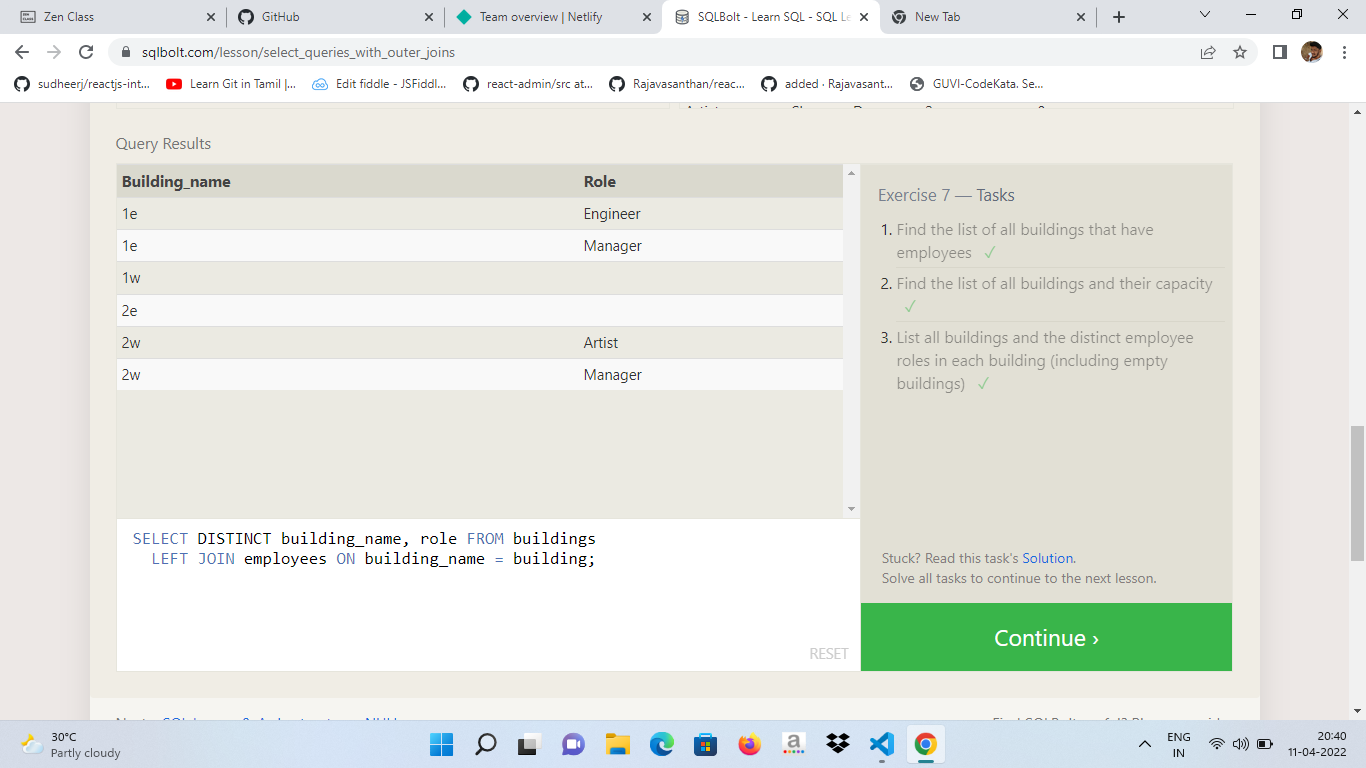 Zen Class
GitHub
Team overview | Netlify
SQLBolt - Learn SQL - SQL Le
New Tab
sqlbolt.com/lesson/select_queries_with_outer_joins
sudheerj/reactjs-int...
Learn Git in Tamil |...
Edit fiddle - JSFiddl...
react-admin/src at...
Rajavasanthan/reac...
added · Rajavasant...
GUVI-CodeKata. Se...
Query Results
Building_name Role
1e Engineer
1e Manager
1w
2e
2w Artist
2w Manager
SELECT DISTINCT building_name, role FROM buildings
LEFT JOIN employees ON building_name = building;
RESET
Exercise 7 — Tasks
1. Find the list of all buildings that have
employees ✓
2. Find the list of all buildings and their capacity
✓
3. List all buildings and the distinct employee
roles in each building (including empty
buildings) ✓
Stuck? Read this task's Solution.
Solve all tasks to continue to the next lesson.
Continue ›
30°C
Partly cloudy
a
ENG
IN
20:40
11-04-2022